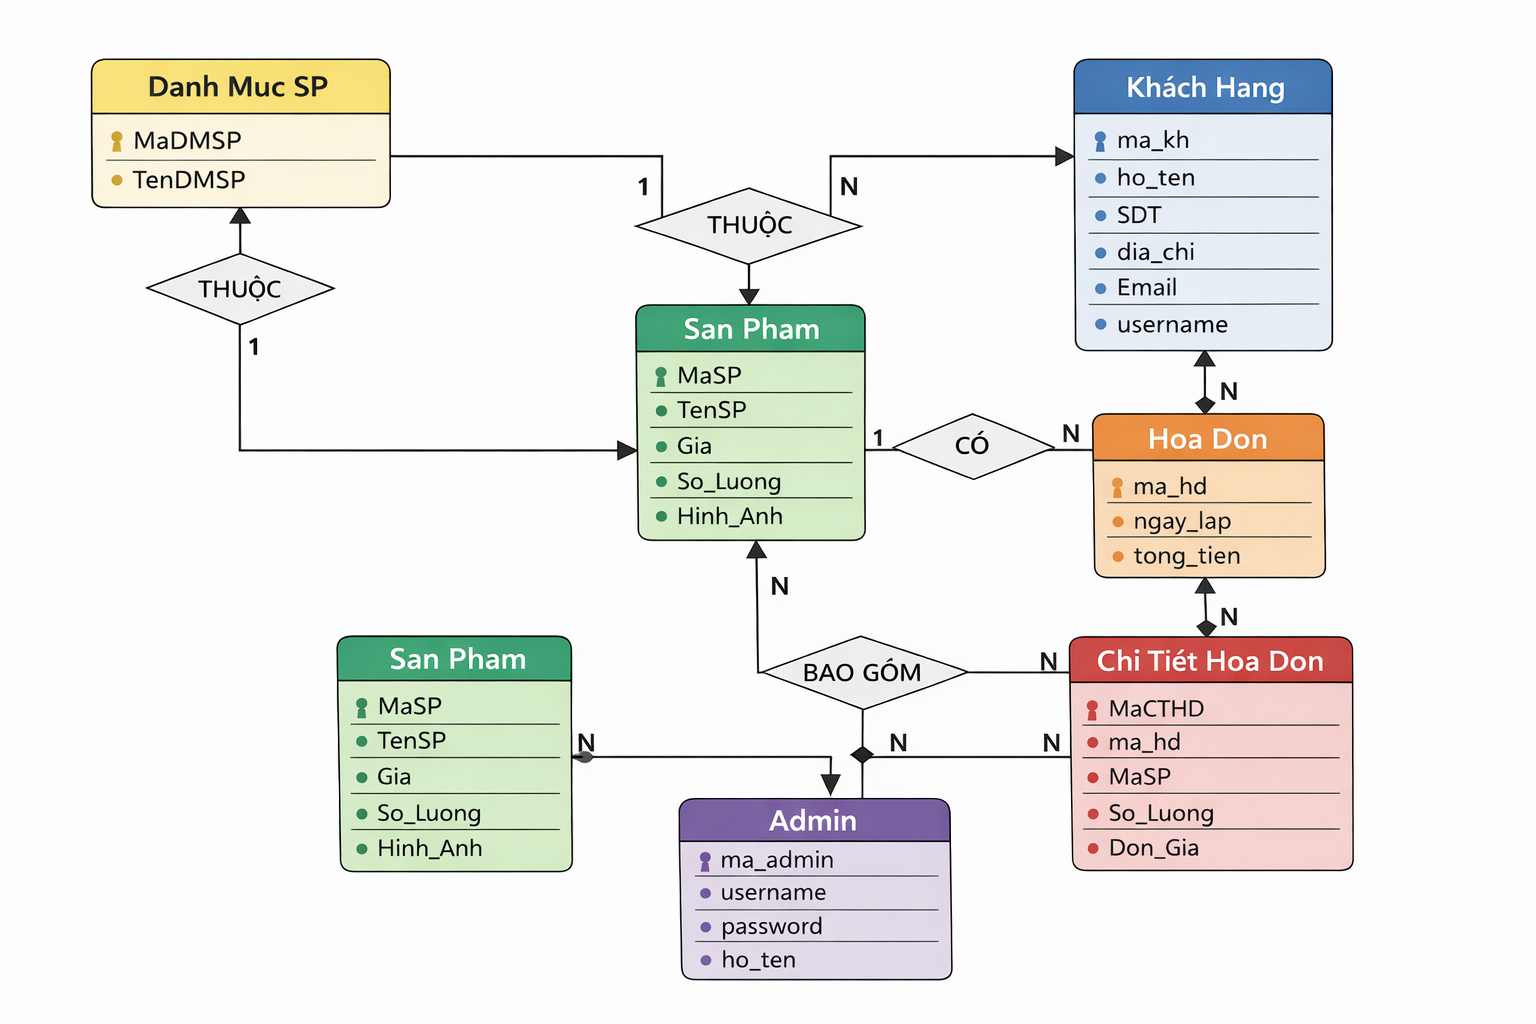 Danh Muc SP
MaDMSP
TenDMSP
THUỘC
1
1
THUỘC
N
Khách Hang
ma_kh
ho_ten
SDT
dia_chi
Email
username
San Pham
MaSP
TenSP
Gia
So_Luong
Hinh_Anh
1
CÓ
N
N
Hoa Don
ma_hd
ngay_lap
tong_tien
N
N
BAO GÓM
N
San Pham
MaSP
TenSP
Gia
So_Luong
Hinh_Anh
N
N
N
Chi Tiét Hoa Don
MaCTHD
ma_hd
MaSP
So_Luong
Don_Gia
Admin
ma_admin
username
password
ho_ten